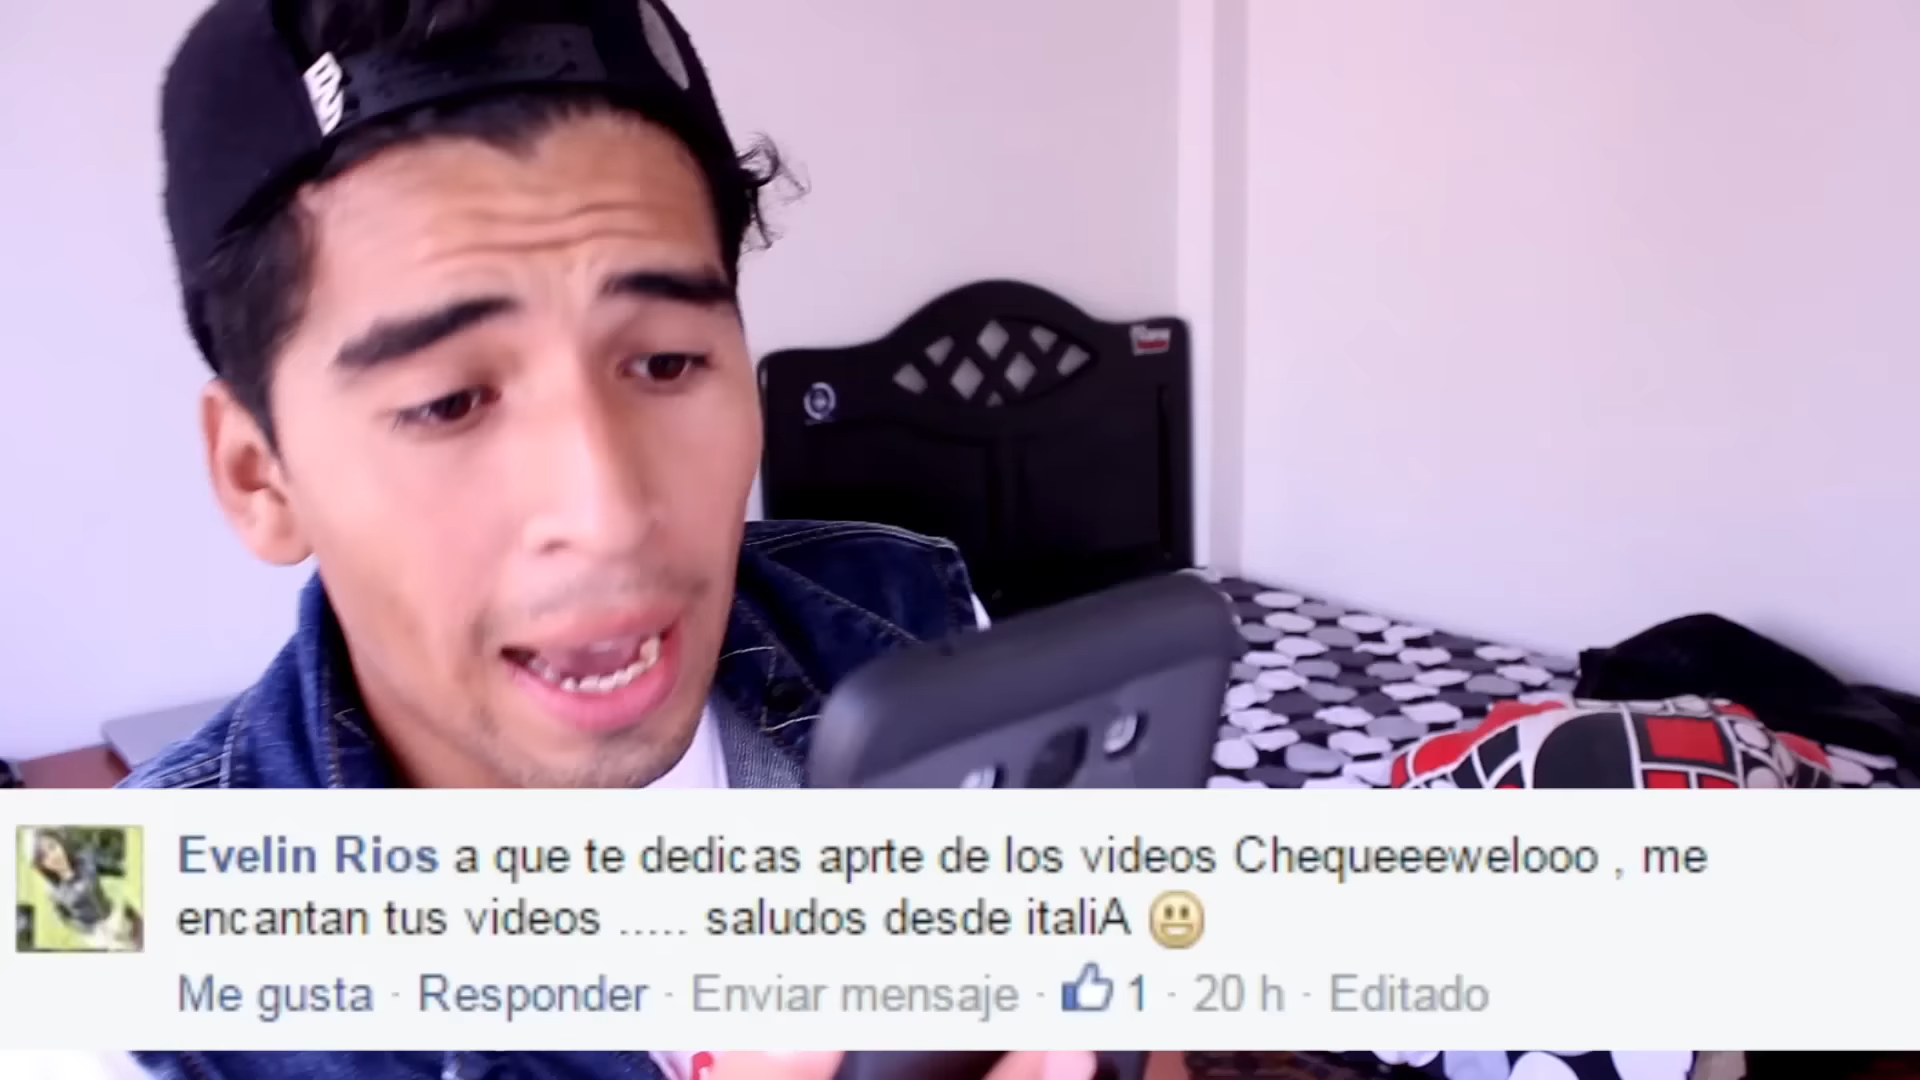 Evelin Rios a que te dedicas aprte de los videos Chequeeewelooo , me
encantan tus videos ..... saludos desde italiA
Me gusta · Responder · Enviar mensaje · 1 · 20 h · Editado